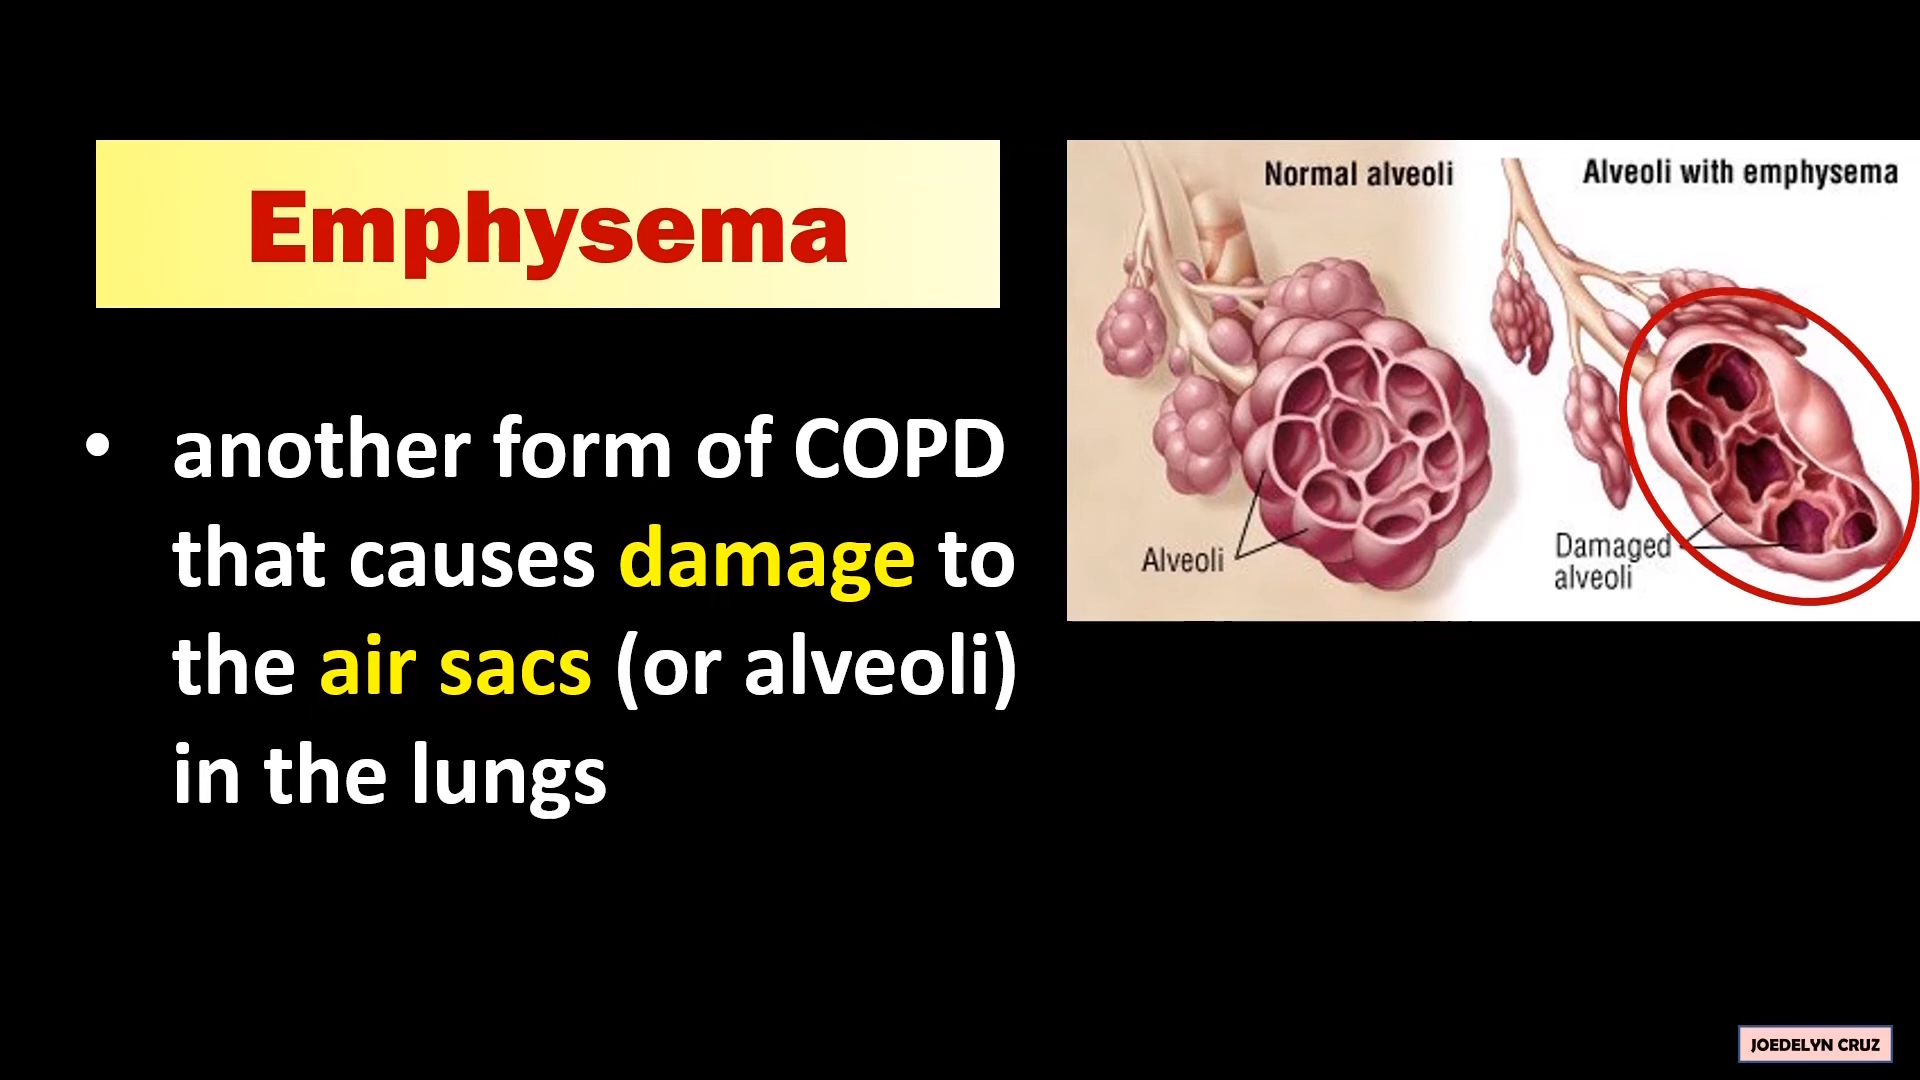 Emphysema
• another form of COPD
that causes damage to
the air sacs (or alveoli)
in the lungs
Normal alveoli
Alveoli with emphysema
Alveoli
Damaged
alveoli
JOEDELYN CRUZ